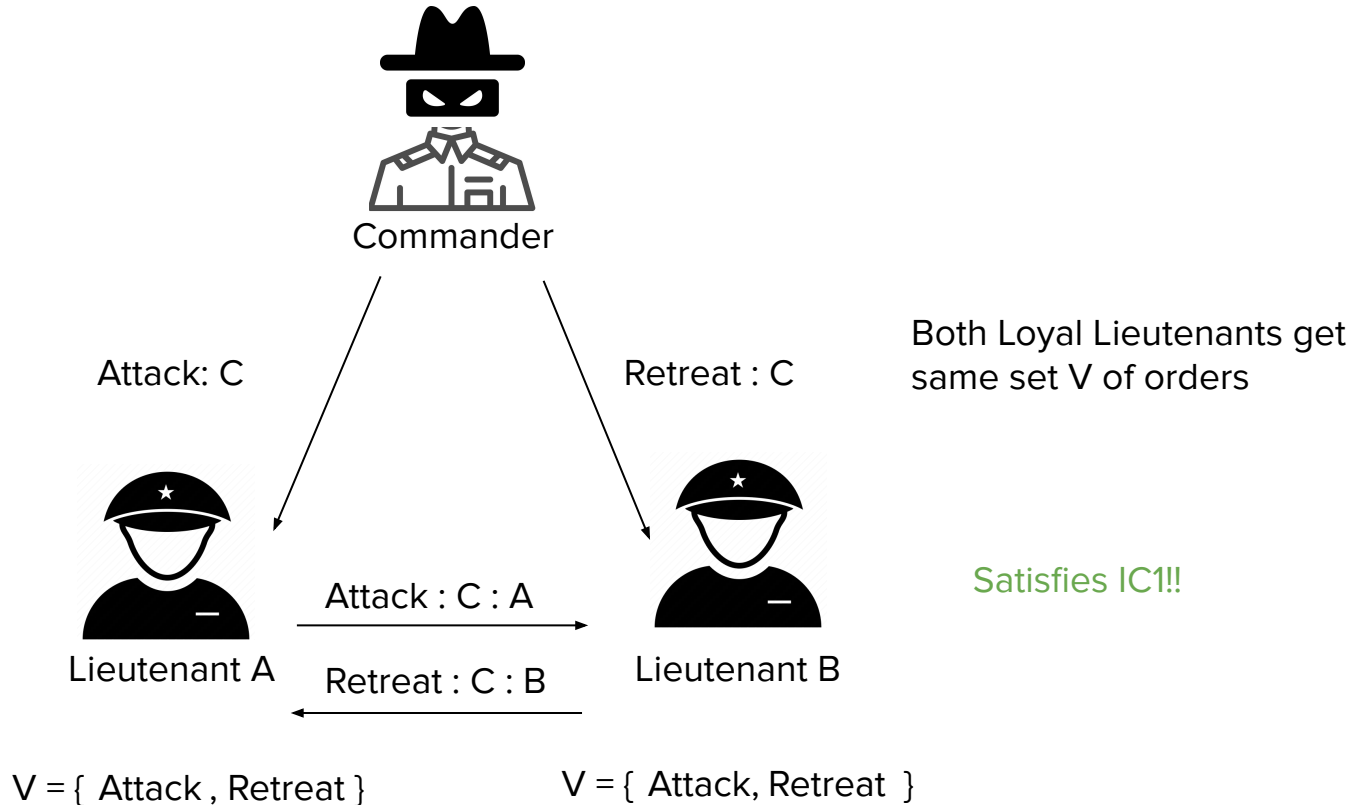 Commander
Attack: C
Retreat : C
Both Loyal Lieutenants get
same set V of orders
Satisfies IC1!!
Attack : C : A
Lieutenant A
Lieutenant B
Retreat : C : B
V = { Attack , Retreat }
V = { Attack, Retreat }